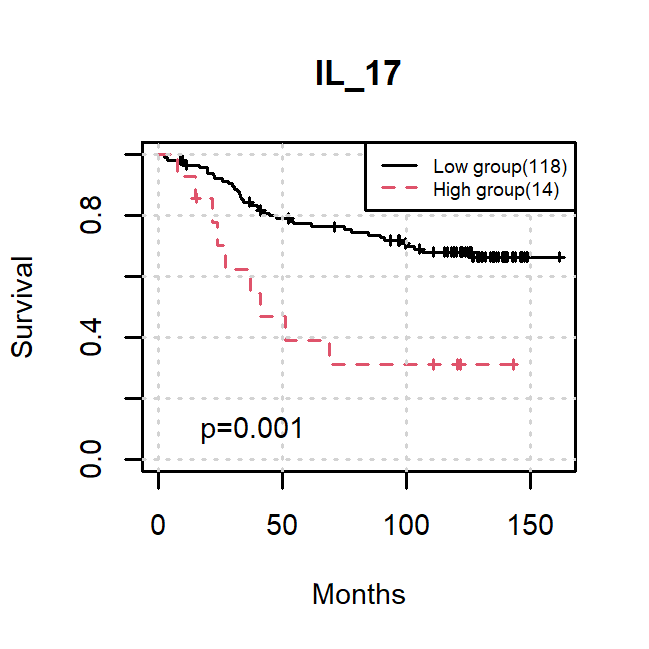 IL_17
Low group(118)
High group(14)
Survival
0.8
0.4
0.0
p=0.001
0 50 100 150
Months